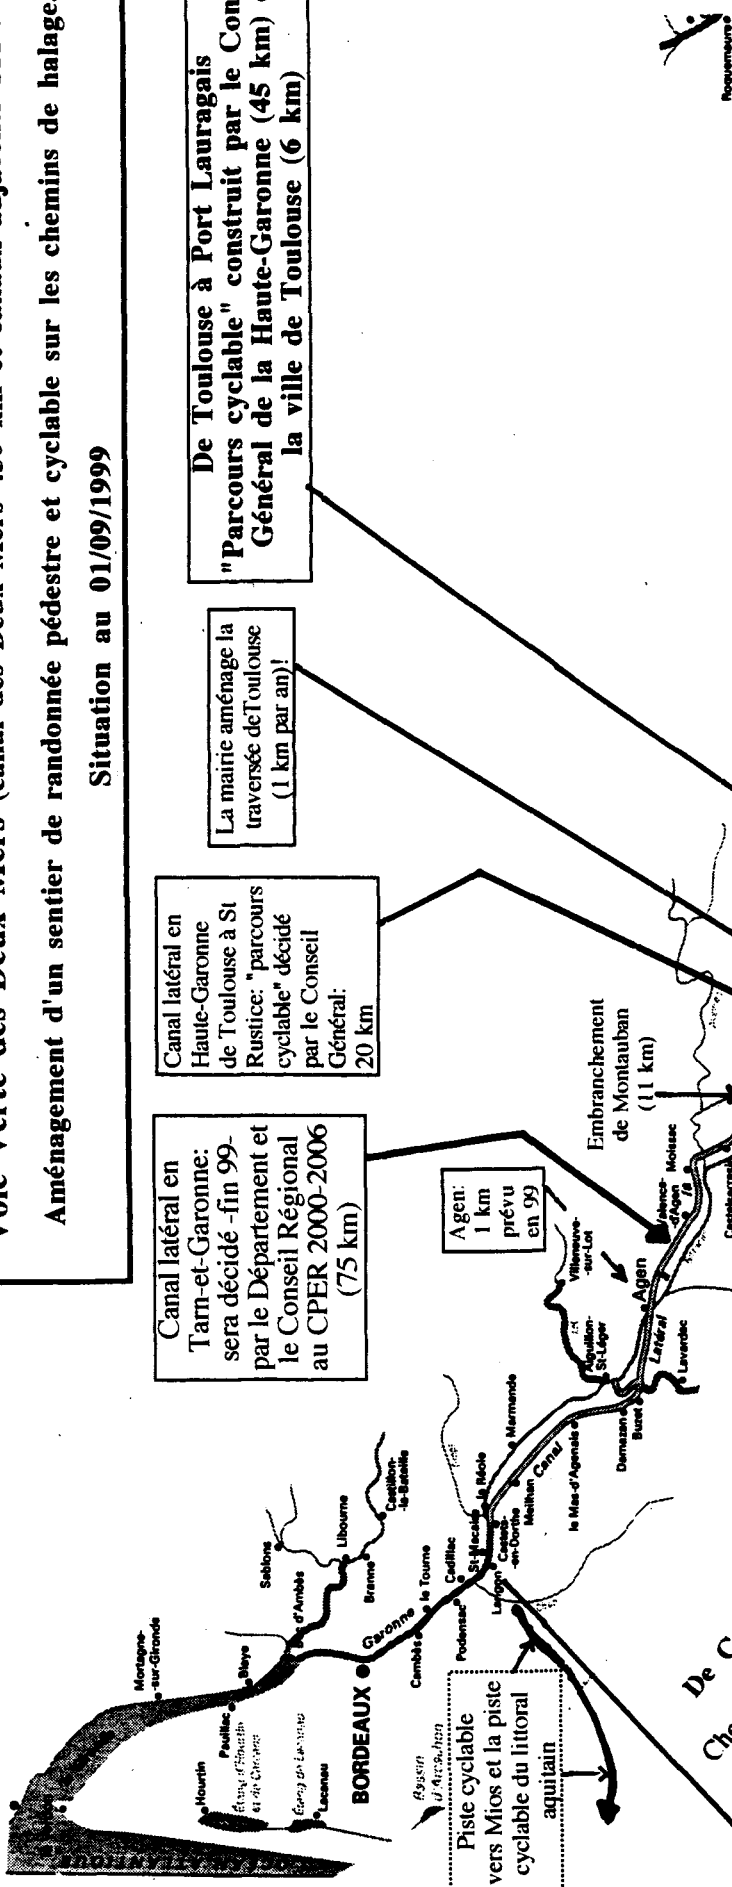 Voie Verte des Deux Mers (canal des Deux Mers
Aménagement d'un sentier de randonnée pédestre et cyclable sur les chemins de halage
Situation au 01/09/1999
De Toulouse à Port Lauragais
"Parcours cyclable" construit par le
Général de la Haute-Garonne (45 km)
la ville de Toulouse (6 km)
La mairie aménage la
traversée deToulouse
(1 km par an)!
Canal latéral en
Haute-Garonne
de Toulouse à St
Rustice: "parcours
cyclable" décidé
par le Conseil
Général:
20 km
Canal latéral en
Tarn-et-Garonne:
sera décidé -fin 99-
par le Département et
le Conseil Régional
au CPER 2000-2006
(75 km)
Embranchement
de Montauban
(11 km)
Agen:
1 km
prévu
en 99
Roquemaure
Moissac
Valence-
d'Agen
Villeneuve-
-sur-Lot
Agen
Aiguillon-
St-Léger
Latéral
Lavardac
Buzet
Damazan
le Mas-d'Agenais
Canal
Marmande
Meilhan
la Réole
Castets-
-en-Dorthe
St-Macaire
Langon
Cadillac
Podensac
le Tourne
Cambes
Garonne
BORDEAUX
Castillon-
-la-Bataille
Branne
Libourne
Sablons
d'Ambès
Blaye
Pauillac
Mortagne-
-sur-Gironde
Hourtin
Lacanau
Bassin
d'Arcachon
Piste cyclable
vers Mios et la piste
cyclable du littoral
aquitain
De